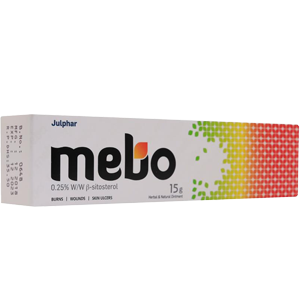 Julphar
mebo
0.25% W/W β-sitosterol
15g
BURNS | WOUNDS | SKIN ULCERS
Herbal & Natural Ointment